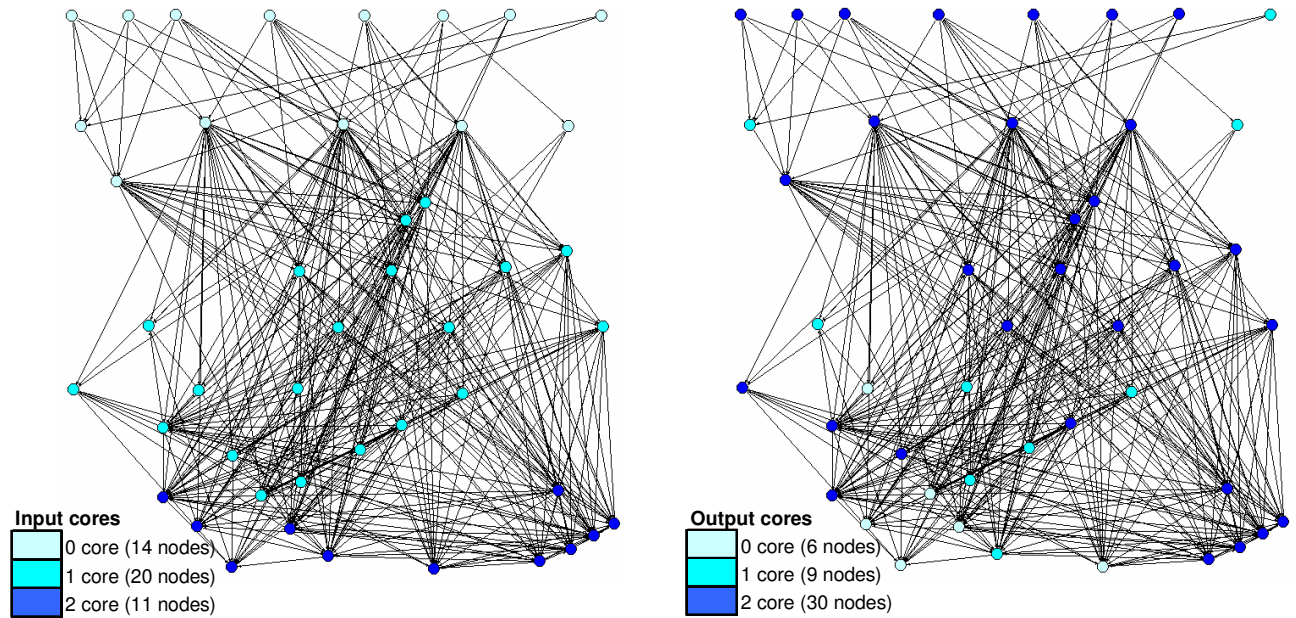 Input cores
0 core (14 nodes)
1 core (20 nodes)
2 core (11 nodes)
Output cores
0 core (6 nodes)
1 core (9 nodes)
2 core (30 nodes)